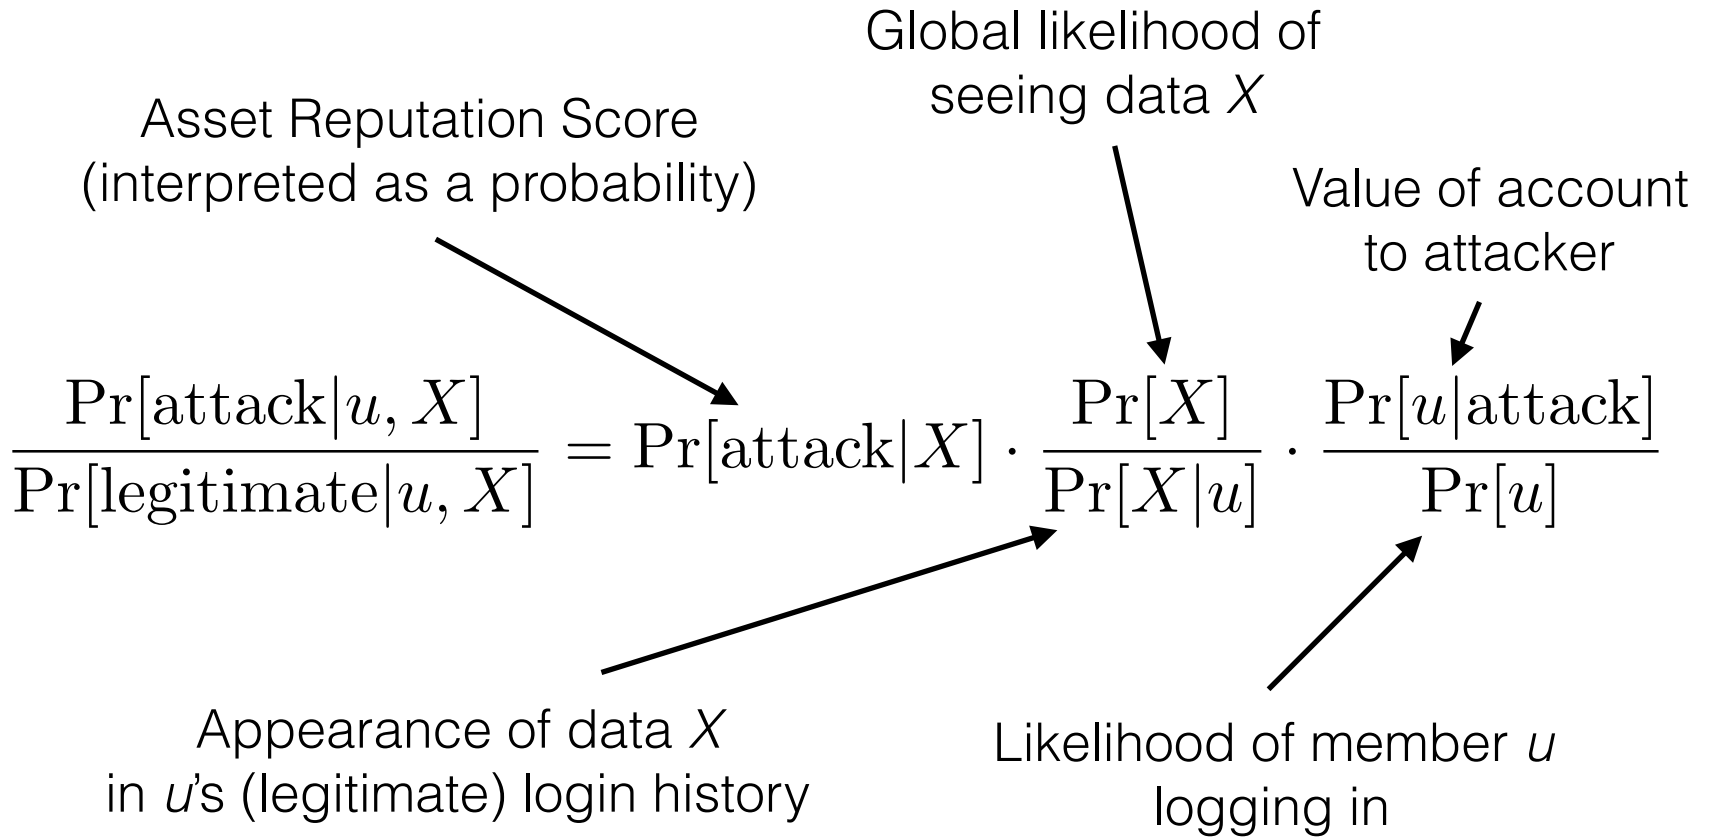 Global likelihood of
seeing data X
Asset Reputation Score
(interpreted as a probability)
Value of account
to attacker
Pr[attack|u, X] / Pr[legitimate|u, X] = Pr[attack|X] · Pr[X] / Pr[X|u] · Pr[u|attack] / Pr[u]
Appearance of data X
in u's (legitimate) login history
Likelihood of member u
logging in